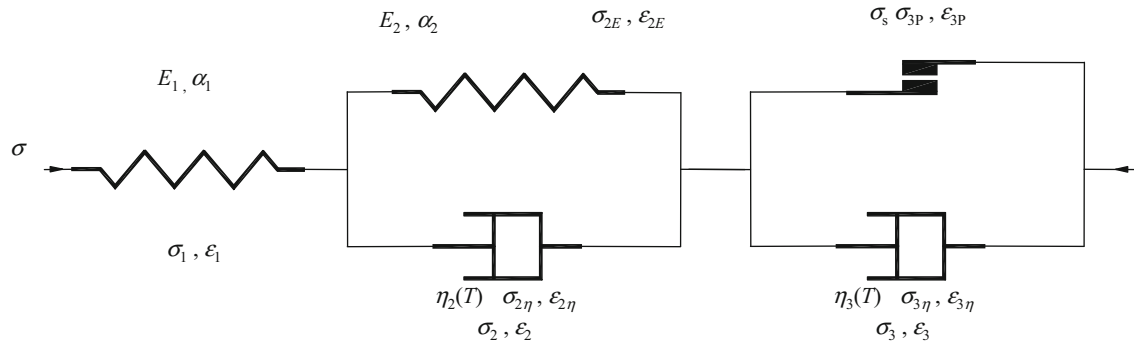 E₂ , α₂ σ₂E , ε₂E σₛ σ₃P , ε₃P
E₁ , α₁
σ
σ₁ , ε₁
η₂(T) σ₂η , ε₂η η₃(T) σ₃η , ε₃η
σ₂ , ε₂ σ₃ , ε₃